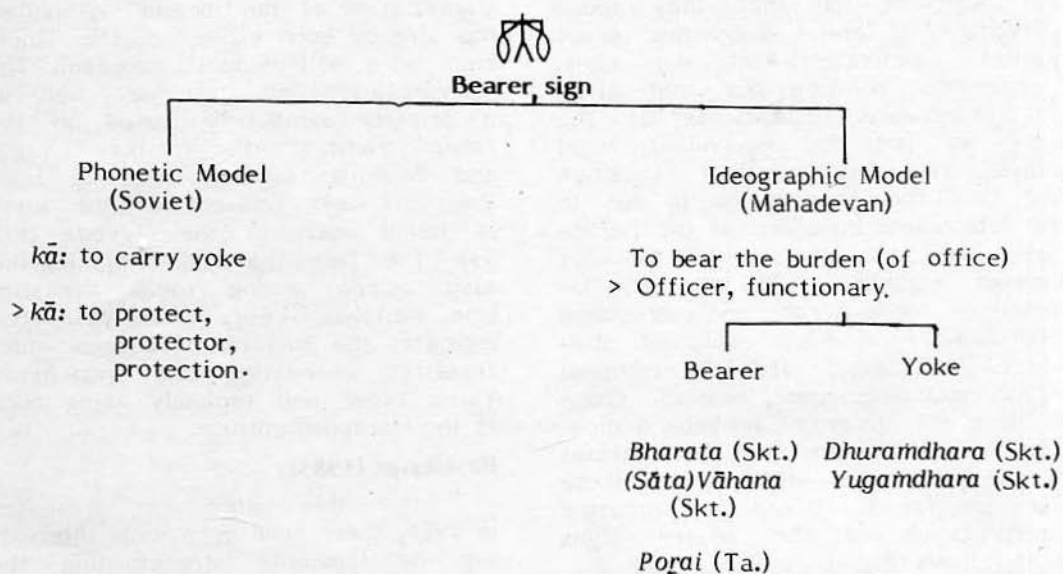 Bearer sign
Phonetic Model
(Soviet)
kā: to carry yoke
> kā: to protect,
protector,
protection.
Ideographic Model
(Mahadevan)
To bear the burden (of office)
> Officer, functionary.
Bearer Yoke
Bharata (Skt.) Dhuraṁdhara (Skt.)
(Sāta)Vāhana Yugaṁdhara (Skt.)
(Skt.)
Poṟai (Ta.)